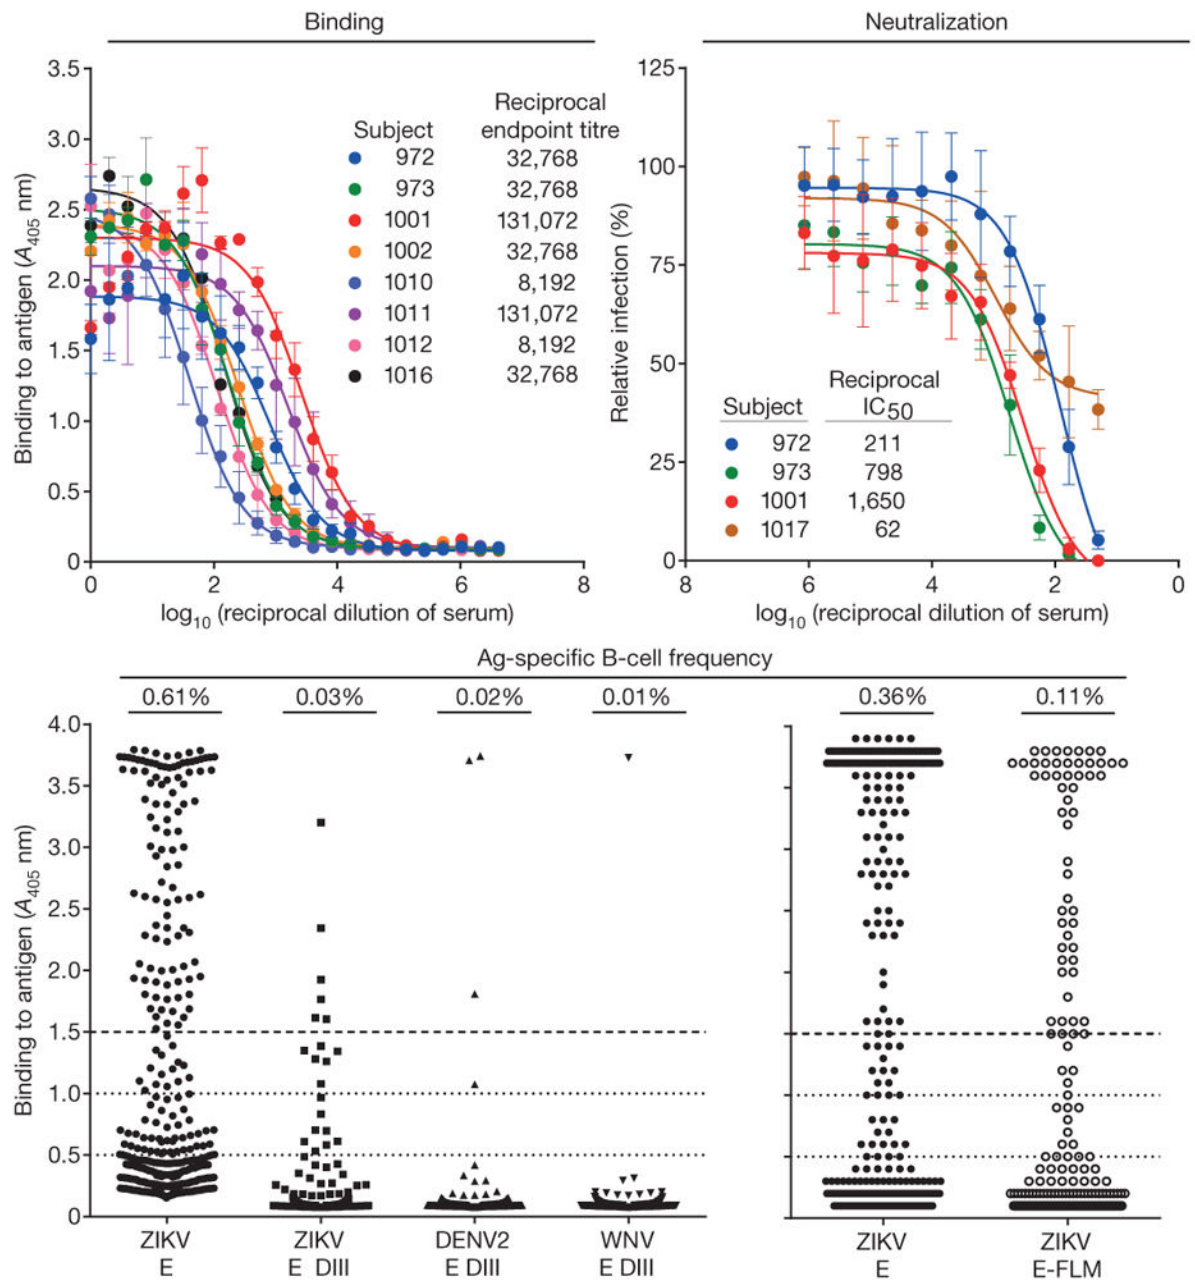 Binding
Neutralization
3.5
3.0
2.5
2.0
1.5
1.0
0.5
0
Binding to antigen (A405 nm)
Subject Reciprocal endpoint titre
972 32,768
973 32,768
1001 131,072
1002 32,768
1010 8,192
1011 131,072
1012 8,192
1016 32,768
0 2 4 6 8
log10 (reciprocal dilution of serum)
125
100
75
50
25
0
Relative infection (%)
Subject Reciprocal IC50
972 211
973 798
1001 1,650
1017 62
8 6 4 2 0
log10 (reciprocal dilution of serum)
Ag-specific B-cell frequency
0.61% 0.03% 0.02% 0.01% 0.36% 0.11%
4.0
3.5
3.0
2.5
2.0
1.5
1.0
0.5
0
Binding to antigen (A405 nm)
ZIKV E
ZIKV E DIII
DENV2 E DIII
WNV E DIII
ZIKV E
ZIKV E-FLM